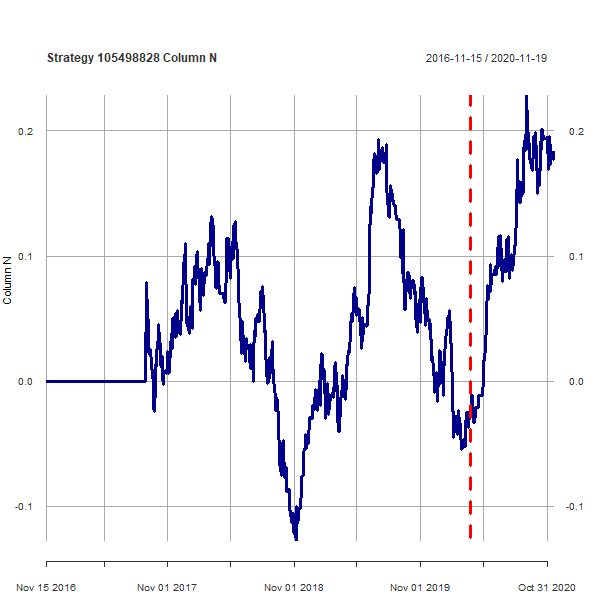 Strategy 105498828 Column N
2016-11-15 / 2020-11-19
Column N
0.2
0.1
0.0
-0.1
0.2
0.1
0.0
-0.1
Nov 15 2016
Nov 01 2017
Nov 01 2018
Nov 01 2019
Oct 31 2020